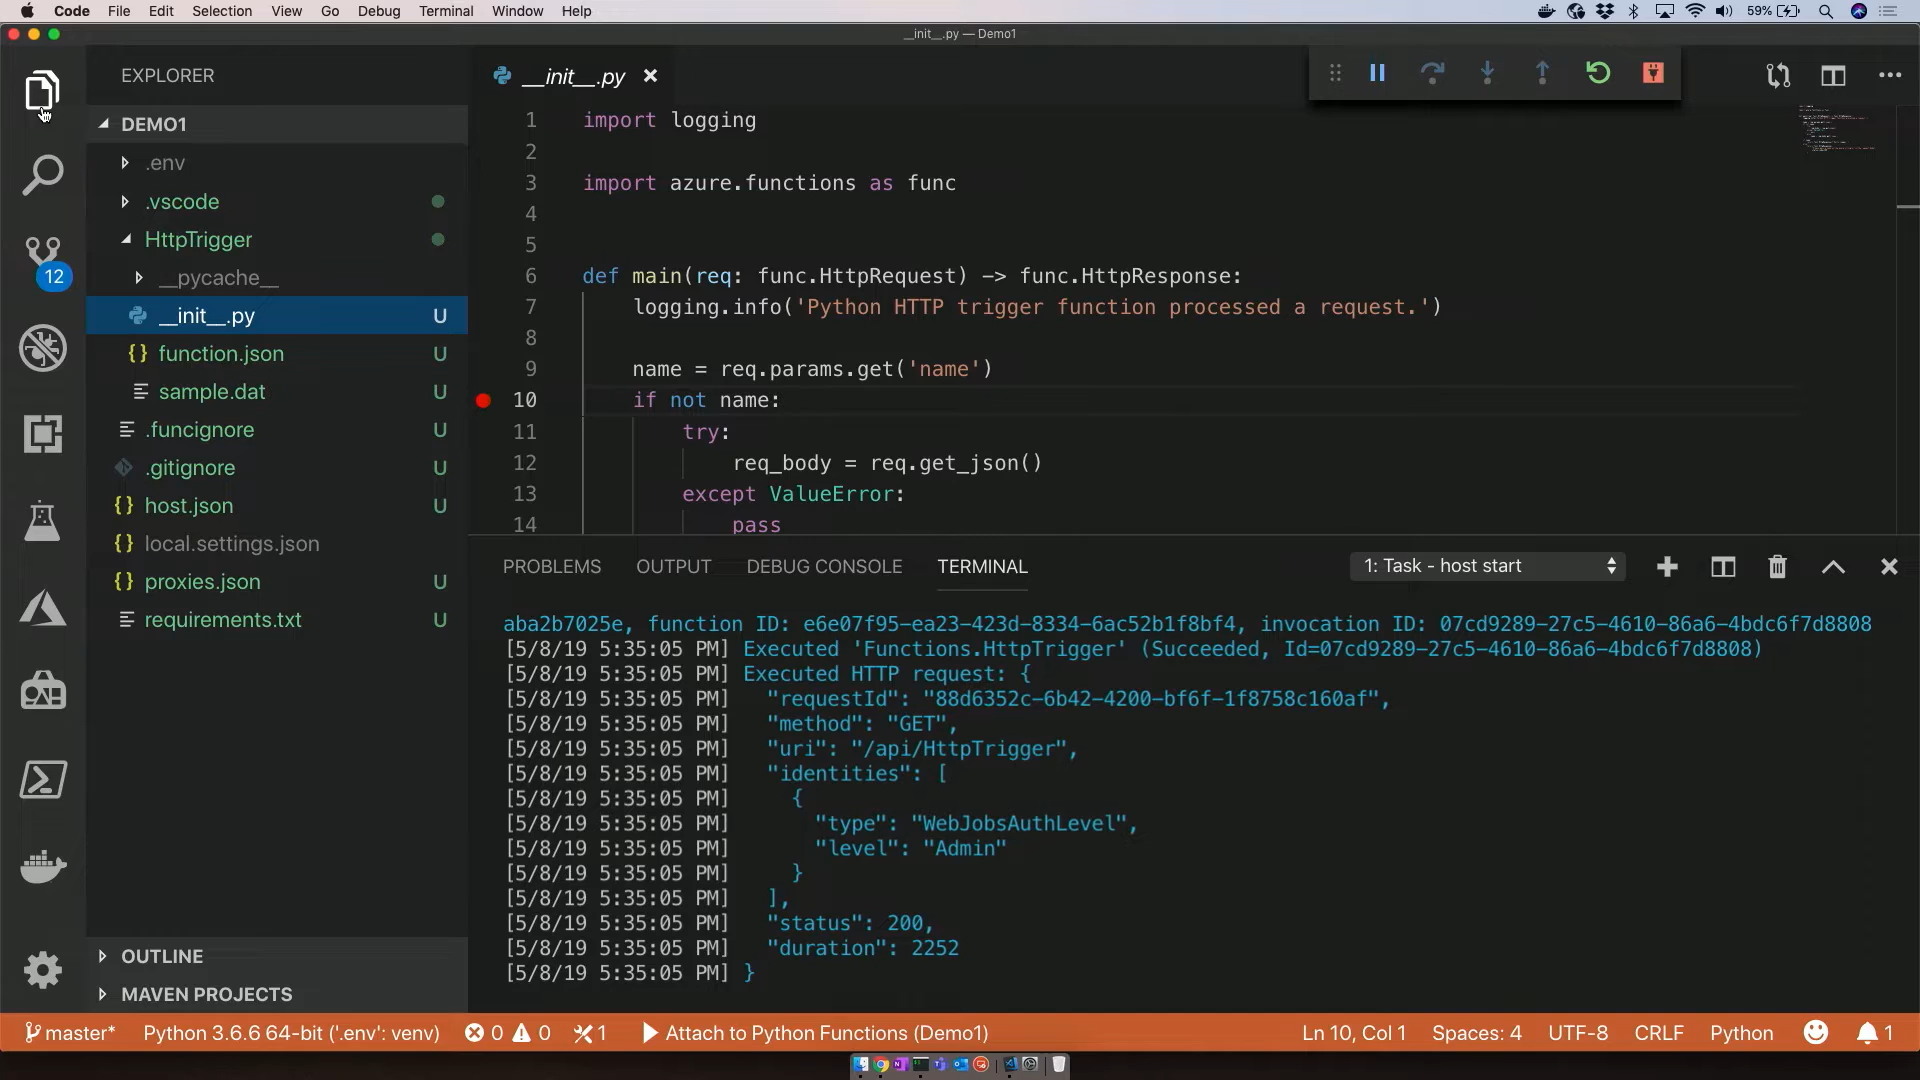 Code File Edit Selection View Go Debug Terminal Window Help
59%
__init__.py — Demo1
EXPLORER
DEMO1
.env
.vscode
HttpTrigger
__pycache__
__init__.py U
function.json U
sample.dat U
.funcignore U
.gitignore U
host.json U
local.settings.json
proxies.json U
requirements.txt U
OUTLINE
MAVEN PROJECTS
12
__init__.py
1 import logging
2
3 import azure.functions as func
4
5
6 def main(req: func.HttpRequest) -> func.HttpResponse:
7 logging.info('Python HTTP trigger function processed a request.')
8
9 name = req.params.get('name')
10 if not name:
11 try:
12 req_body = req.get_json()
13 except ValueError:
14 pass
PROBLEMS OUTPUT DEBUG CONSOLE TERMINAL
1: Task - host start
aba2b7025e, function ID: e6e07f95-ea23-423d-8334-6ac52b1f8bf4, invocation ID: 07cd9289-27c5-4610-86a6-4bdc6f7d8808
[5/8/19 5:35:05 PM] Executed 'Functions.HttpTrigger' (Succeeded, Id=07cd9289-27c5-4610-86a6-4bdc6f7d8808)
[5/8/19 5:35:05 PM] Executed HTTP request: {
[5/8/19 5:35:05 PM] "requestId": "88d6352c-6b42-4200-bf6f-1f8758c160af",
[5/8/19 5:35:05 PM] "method": "GET",
[5/8/19 5:35:05 PM] "uri": "/api/HttpTrigger",
[5/8/19 5:35:05 PM] "identities": [
[5/8/19 5:35:05 PM] {
[5/8/19 5:35:05 PM] "type": "WebJobsAuthLevel",
[5/8/19 5:35:05 PM] "level": "Admin"
[5/8/19 5:35:05 PM] }
[5/8/19 5:35:05 PM] ],
[5/8/19 5:35:05 PM] "status": 200,
[5/8/19 5:35:05 PM] "duration": 2252
[5/8/19 5:35:05 PM] }
master* Python 3.6.6 64-bit ('.env': venv) 0 0 1 Attach to Python Functions (Demo1) Ln 10, Col 1 Spaces: 4 UTF-8 CRLF Python 1